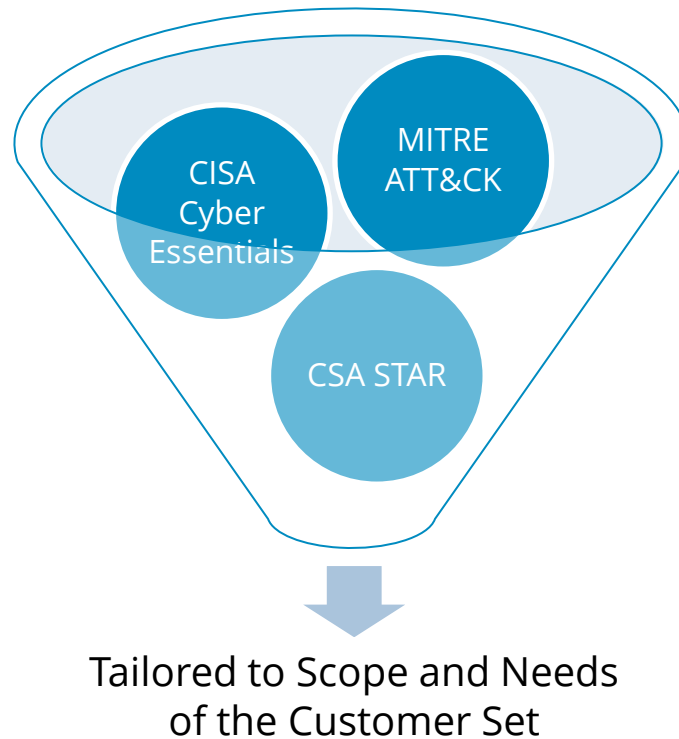 MITRE
ATT&CK
CISA
Cyber
Essentials
CSA STAR
Tailored to Scope and Needs
of the Customer Set